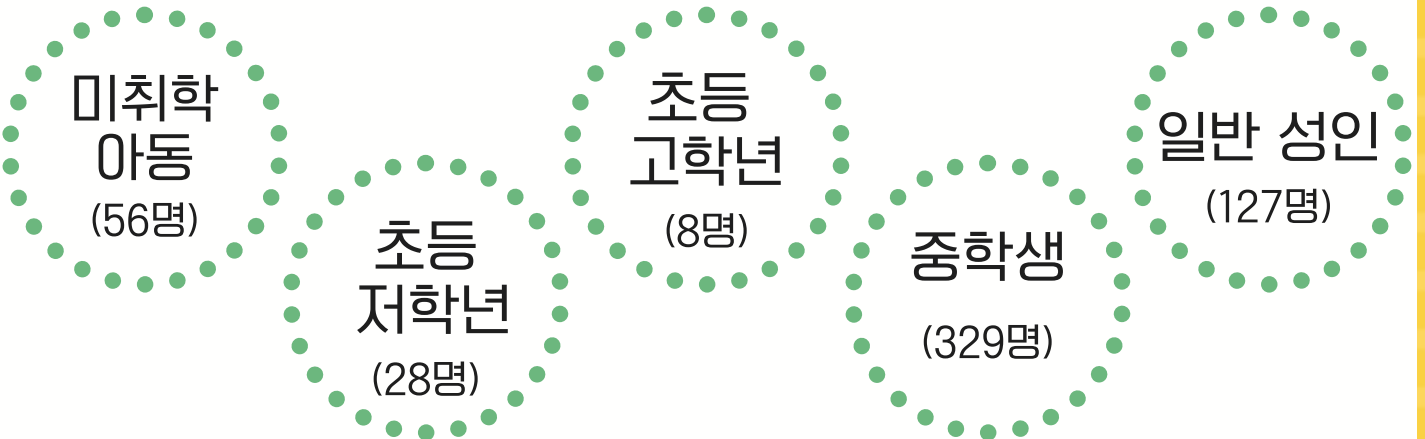 미취학
아동
(56명)
초등
저학년
(28명)
초등
고학년
(8명)
중학생
(329명)
일반 성인
(127명)